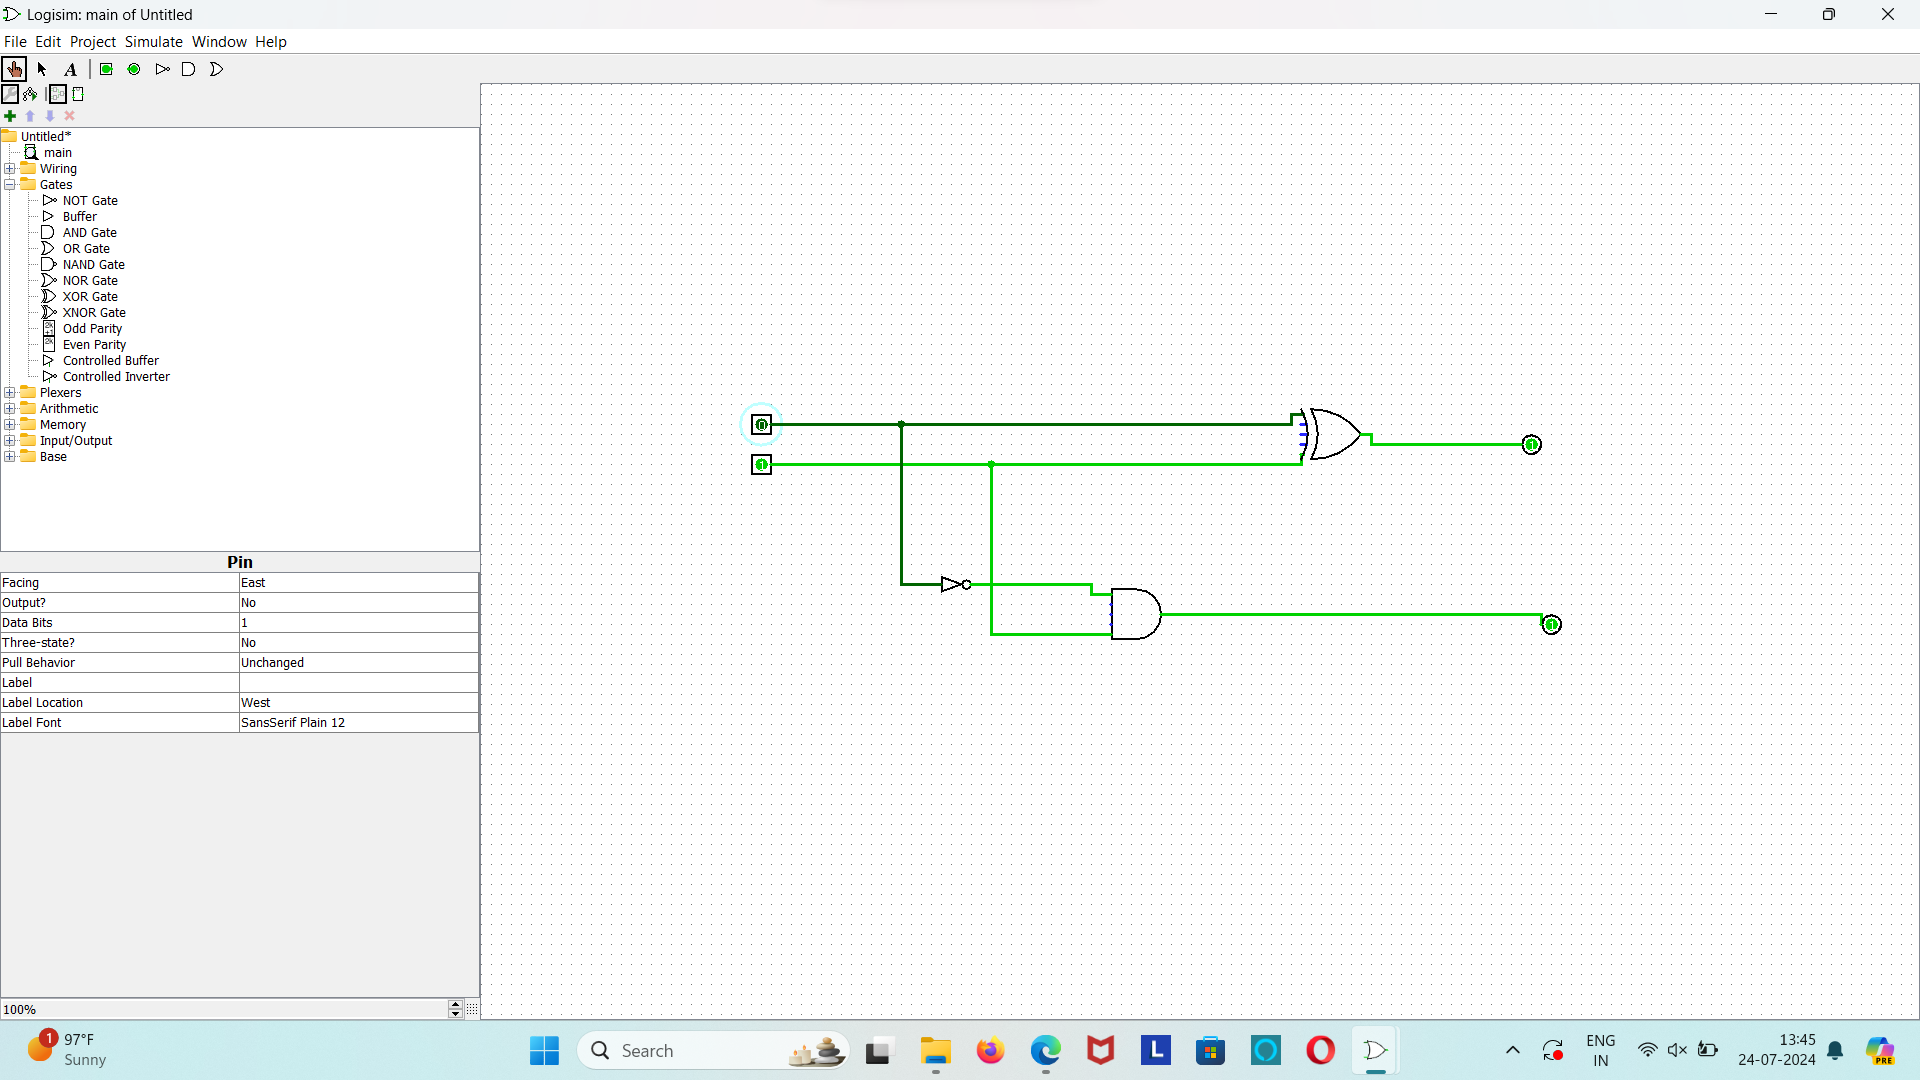 Logisim: main of Untitled
File Edit Project Simulate Window Help
A
Untitled*
main
Wiring
Gates
NOT Gate
Buffer
AND Gate
OR Gate
NAND Gate
NOR Gate
XOR Gate
XNOR Gate
Odd Parity
Even Parity
Controlled Buffer
Controlled Inverter
Plexers
Arithmetic
Memory
Input/Output
Base
Pin
Facing East
Output? No
Data Bits 1
Three-state? No
Pull Behavior Unchanged
Label
Label Location West
Label Font SansSerif Plain 12
100%
0
1
1
1
1
97°F
Sunny
Search
L
ENG
IN
13:45
24-07-2024
PRE